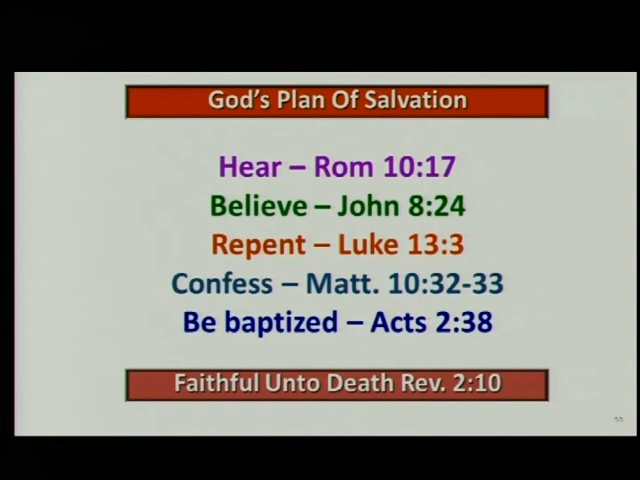 God's Plan Of Salvation
Hear – Rom 10:17
Believe – John 8:24
Repent – Luke 13:3
Confess – Matt. 10:32-33
Be baptized – Acts 2:38
Faithful Unto Death Rev. 2:10